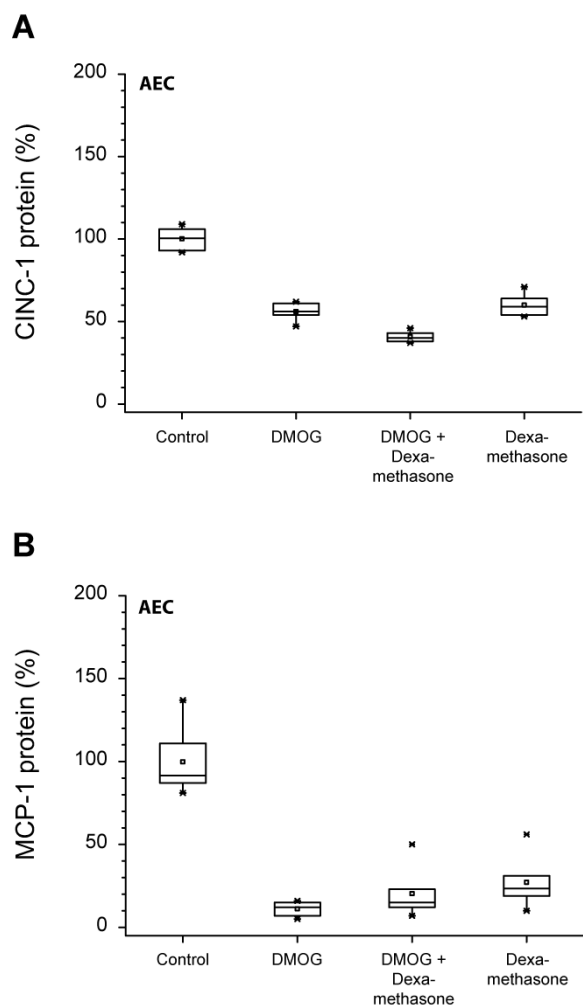 A
200
AEC
150
CINC-1 protein (%)
100
50
0
Control
DMOG
DMOG +
Dexa-
methasone
Dexa-
methasone
B
200
AEC
150
MCP-1 protein (%)
100
50
0
Control
DMOG
DMOG +
Dexa-
methasone
Dexa-
methasone